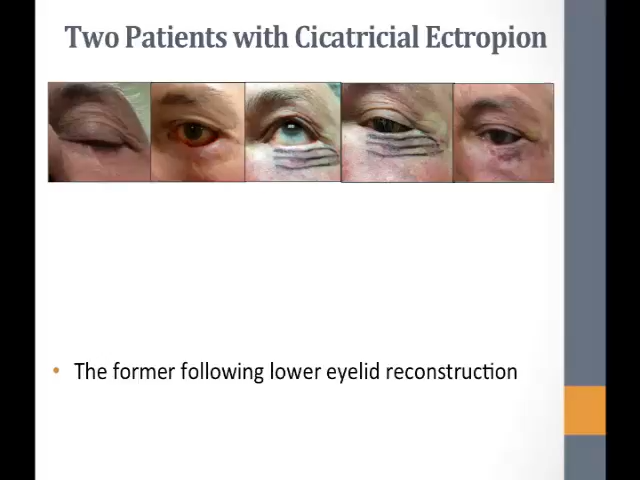 Two Patients with Cicatricial Ectropion
• The former following lower eyelid reconstruction